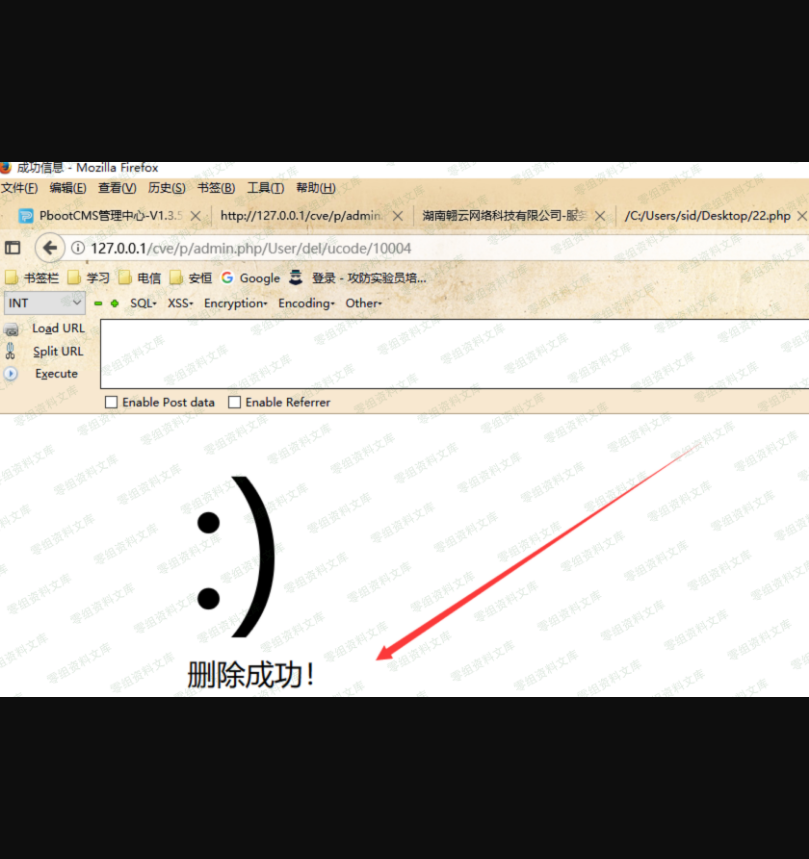 成功信息 - Mozilla Firefox
文件(F) 编辑(E) 查看(V) 历史(S) 书签(B) 工具(T) 帮助(H)
PbootCMS管理中心-V1.3.5 http://127.0.0.1/cve/p/admin. 湖南翱云网络科技有限公司-服务 /C:/Users/sid/Desktop/22.php
127.0.0.1/cve/p/admin.php/User/del/ucode/10004
书签栏 学习 电信 安恒 Google 登录 - 攻防实验员培...
INT SQL XSS Encryption Encoding Other
Load URL
Split URL
Execute
Enable Post data Enable Referrer
:)
删除成功!
零组资料文库